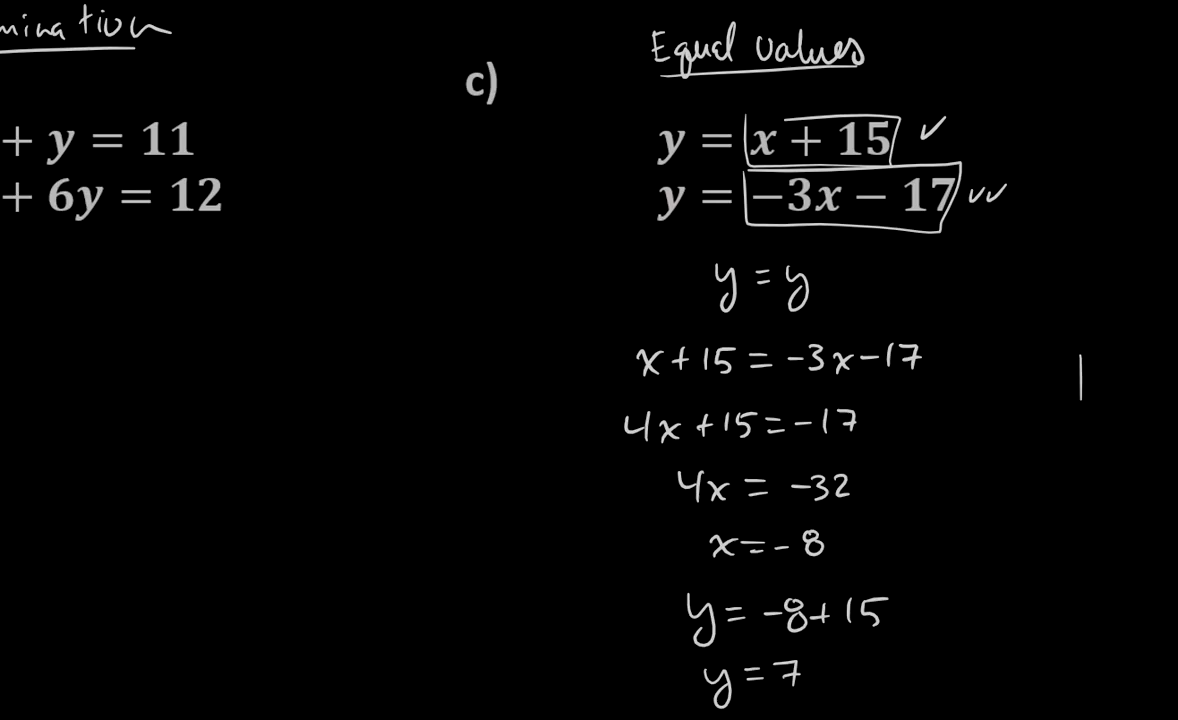 mination
+ y = 11
+ 6y = 12
c)
Equal values
y = x + 15 ✓
y = −3x − 17 ✓✓
y = y
x + 15 = -3x - 17
4x + 15 = -17
4x = -32
x = -8
y = -8 + 15
y = 7